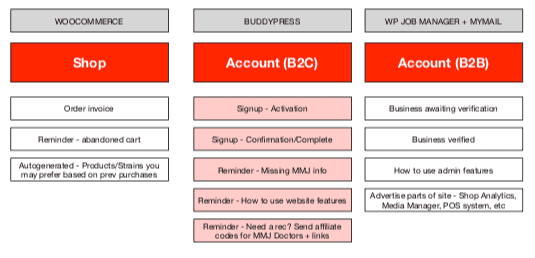 WOOCOMMERCE
BUDDYPRESS
WP JOB MANAGER + MYMAIL
Shop
Account (B2C)
Account (B2B)
Order invoice
Signup - Activation
Business awaiting verification
Reminder - abandoned cart
Signup - Confirmation/Complete
Business verified
Autogenerated - Products/Strains you
may prefer based on prev purchases
Reminder - Missing MMJ info
How to use admin features
Reminder - How to use website features
Advertise parts of site - Shop Analytics,
Media Manager, POS system, etc
Reminder - Need a rec? Send affiliate
codes for MMJ Doctors + links